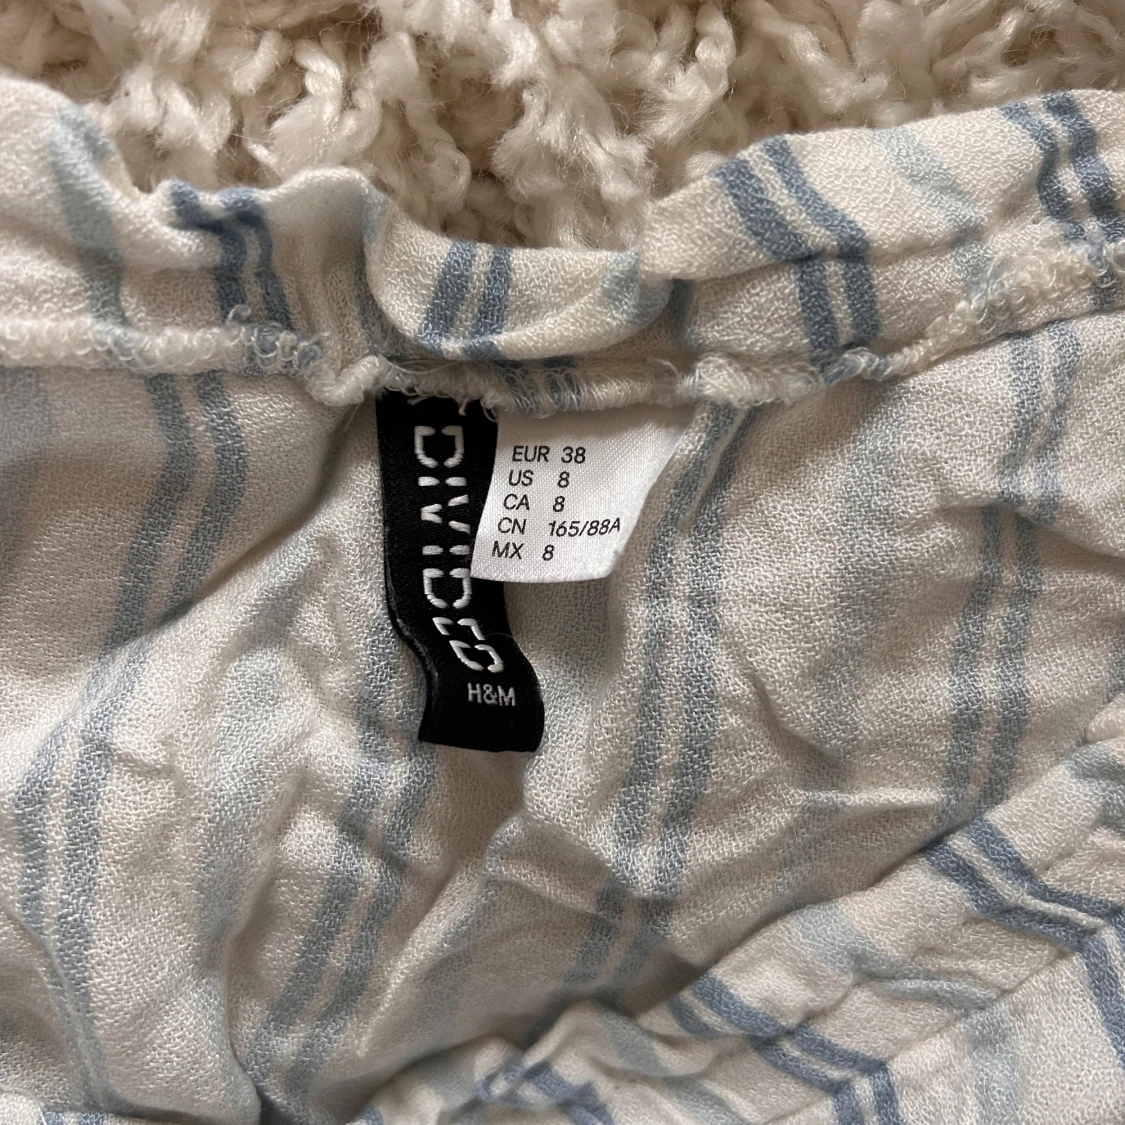 DIVIDED
H&M
EUR 38
US 8
CA 8
CN 165/88A
MX 8